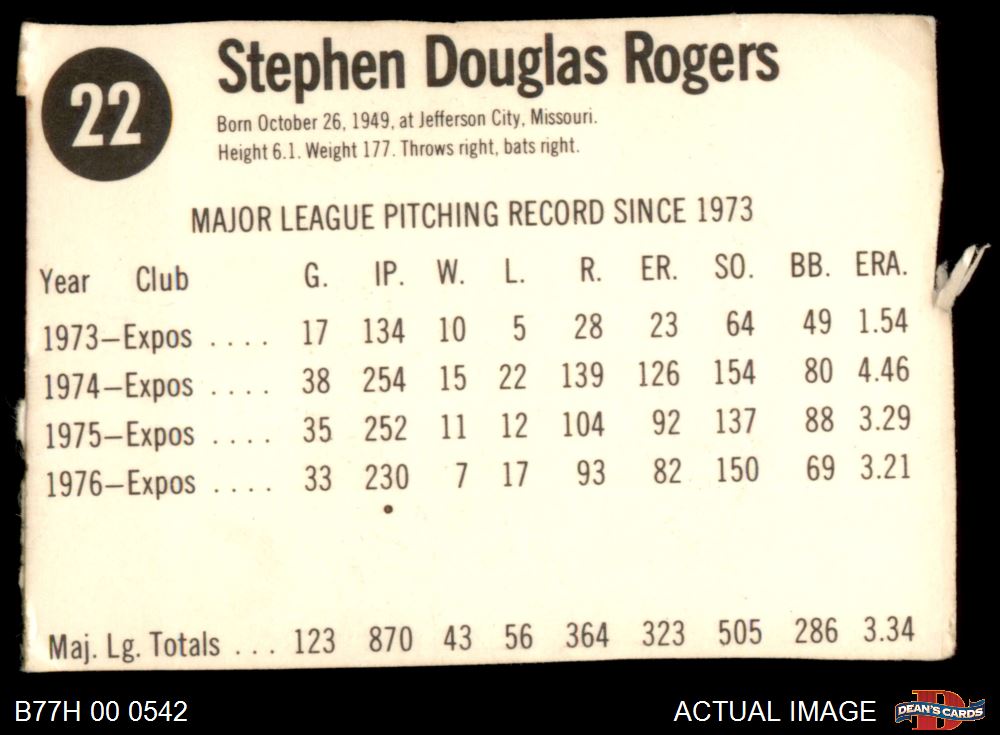 22
Stephen Douglas Rogers
Born October 26, 1949, at Jefferson City, Missouri.
Height 6.1. Weight 177. Throws right, bats right.
MAJOR LEAGUE PITCHING RECORD SINCE 1973
Year Club G. IP. W. L. R. ER. SO. BB. ERA.
1973–Expos .... 17 134 10 5 28 23 64 49 1.54
1974–Expos .... 38 254 15 22 139 126 154 80 4.46
1975–Expos .... 35 252 11 12 104 92 137 88 3.29
1976–Expos .... 33 230 7 17 93 82 150 69 3.21
Maj. Lg. Totals ... 123 870 43 56 364 323 505 286 3.34
B77H 00 0542
ACTUAL IMAGE
D
DEAN'S CARDS